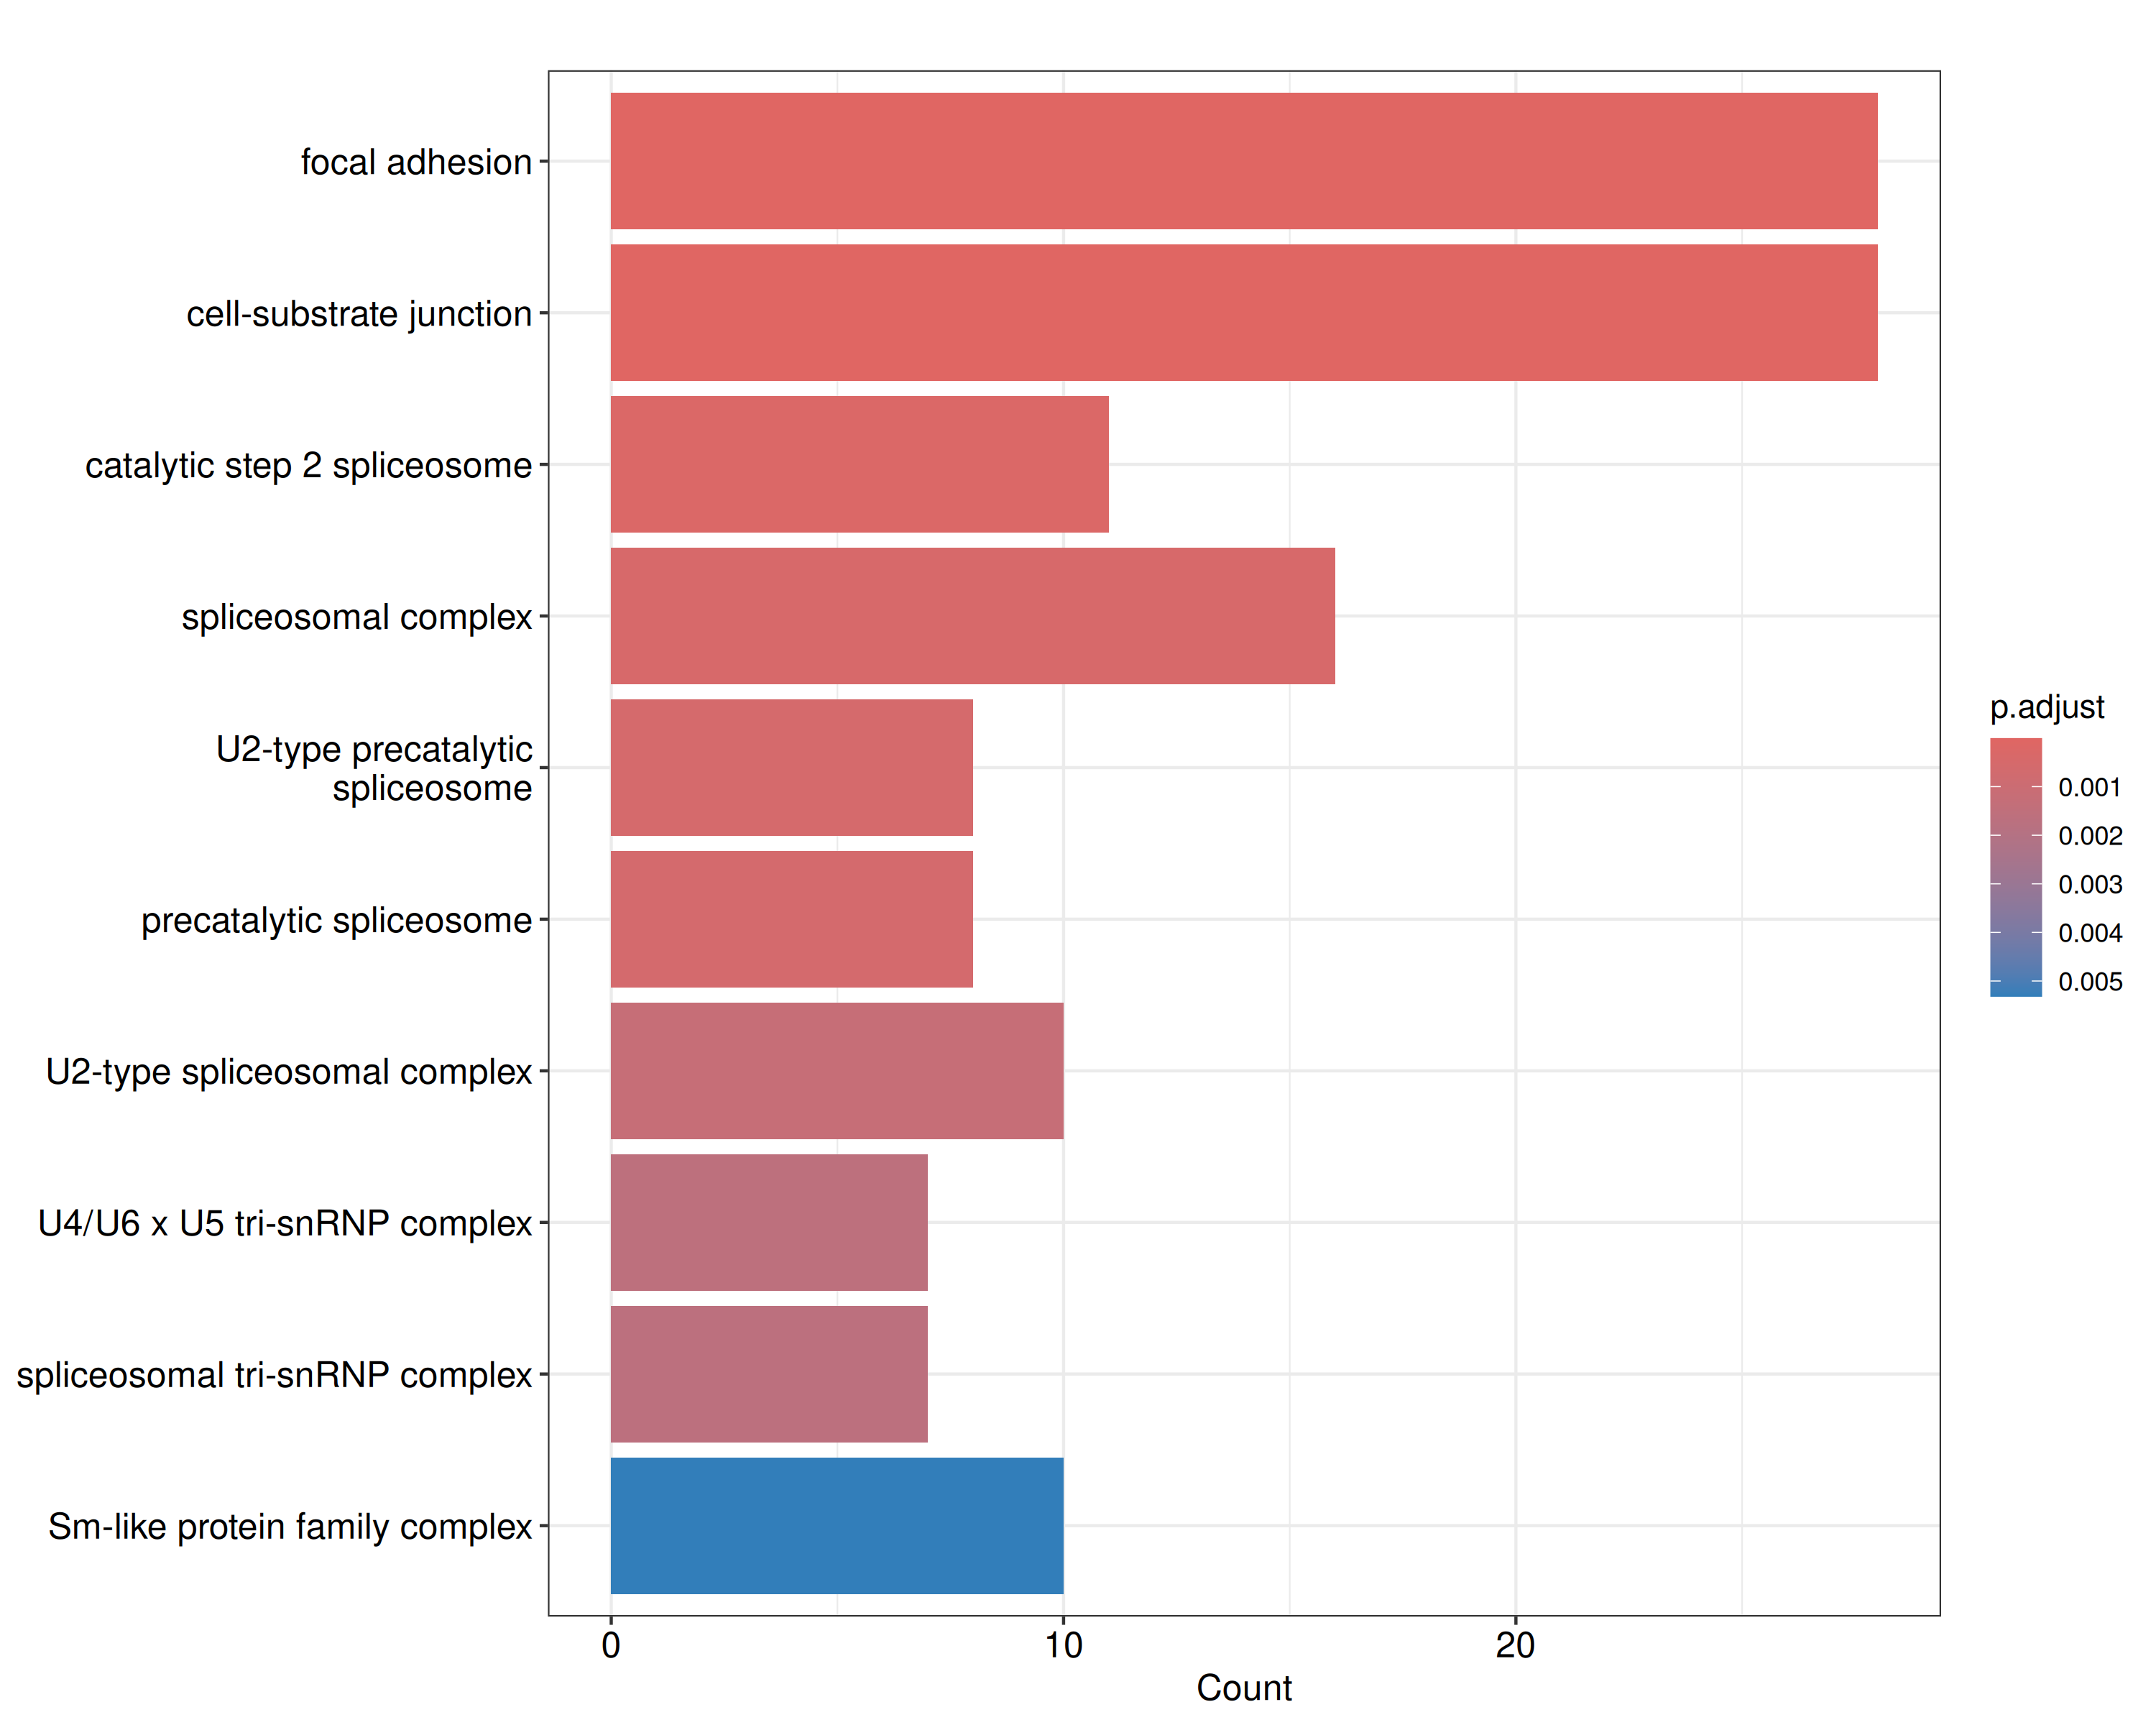 focal adhesion
cell-substrate junction
catalytic step 2 spliceosome
spliceosomal complex
U2-type precatalytic
spliceosome
precatalytic spliceosome
U2-type spliceosomal complex
U4/U6 x U5 tri-snRNP complex
spliceosomal tri-snRNP complex
Sm-like protein family complex
0
10
20
Count
p.adjust
0.001
0.002
0.003
0.004
0.005